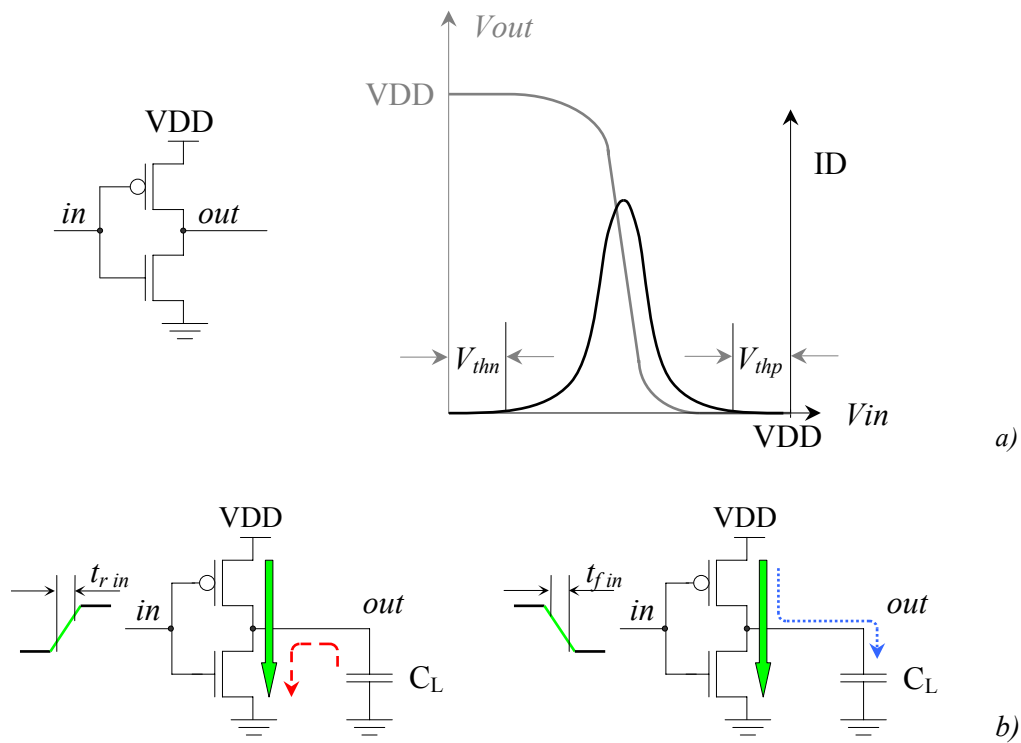 Vout
VDD
VDD
ID
in
out
Vthn
Vthp
Vin
VDD
a)
VDD
tr in
in
out
CL
VDD
tf in
in
out
CL
b)